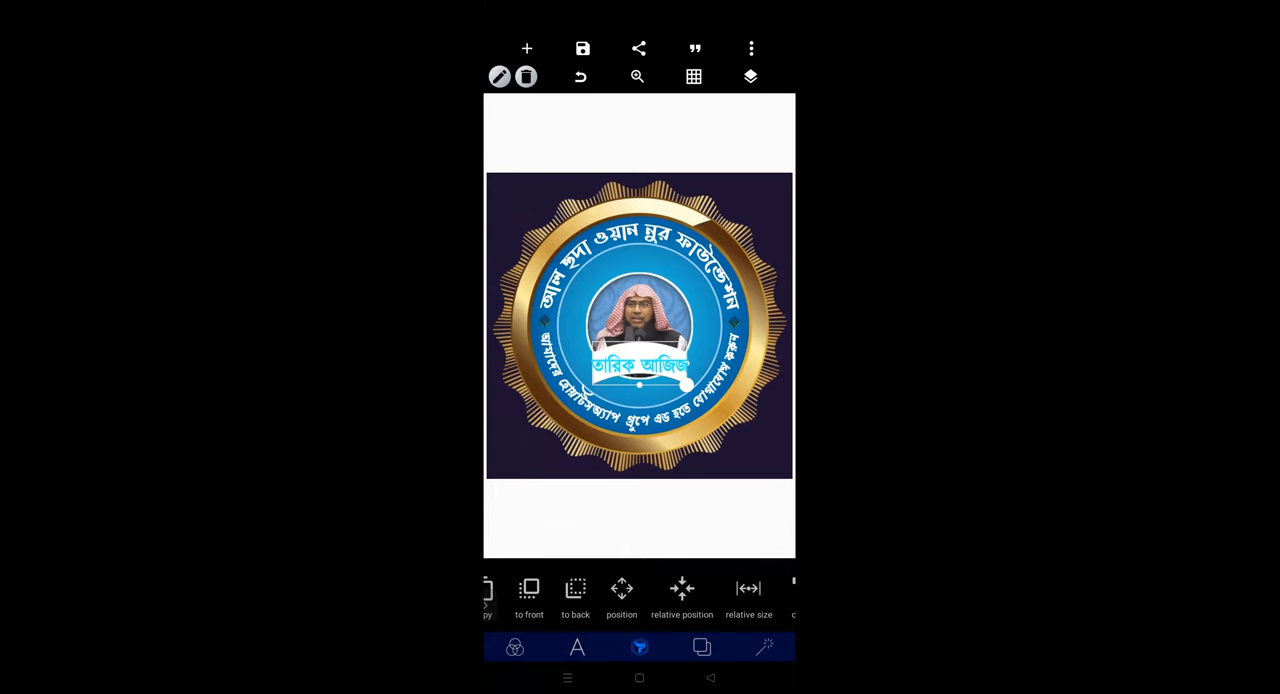 আল হুদা ওয়ান নুর ফাউন্ডেশন
তারিক আজিজ
আমাদের হোয়াটসঅ্যাপ গ্রুপে এড হতে যোগাযোগ করুন
py
to front
to back
position
relative position
relative size
c